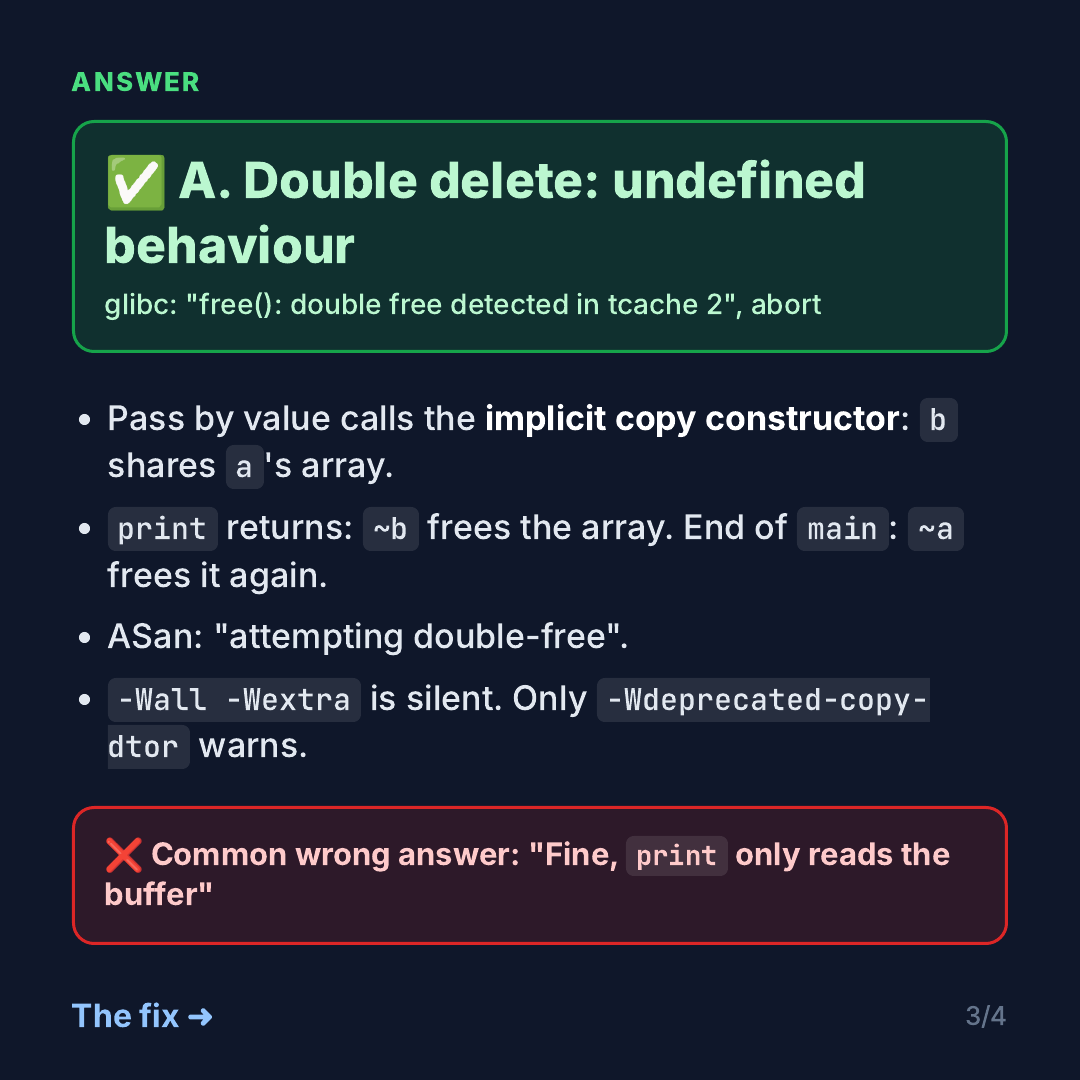 ANSWER
✅ A. Double delete: undefined
behaviour
glibc: "free(): double free detected in tcache 2", abort
• Pass by value calls the implicit copy constructor: b
shares a's array.
• print returns: ~b frees the array. End of main: ~a
frees it again.
• ASan: "attempting double-free".
• -Wall -Wextra is silent. Only -Wdeprecated-copy-
dtor warns.
❌ Common wrong answer: "Fine, print only reads the
buffer"
The fix ➜
3/4